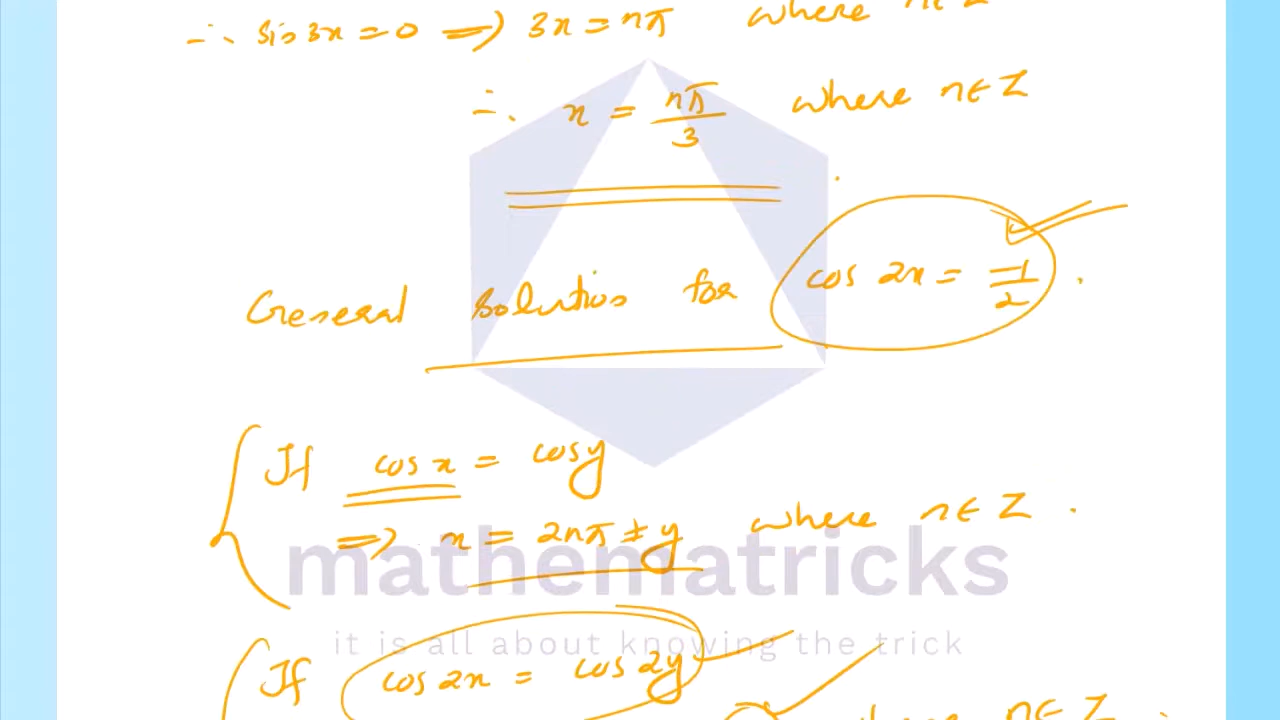 ∴ sin 3x = 0 ⟹ 3x = nπ where n∈Z
∴ x = nπ/3 where n∈Z
General solution for cos 2x = -1/2 .
If cos x = cos y
⟹ x = 2nπ ± y where n∈Z .
mathematricks
it is all about knowing the trick
If cos 2x = cos 2y
where n∈Z .